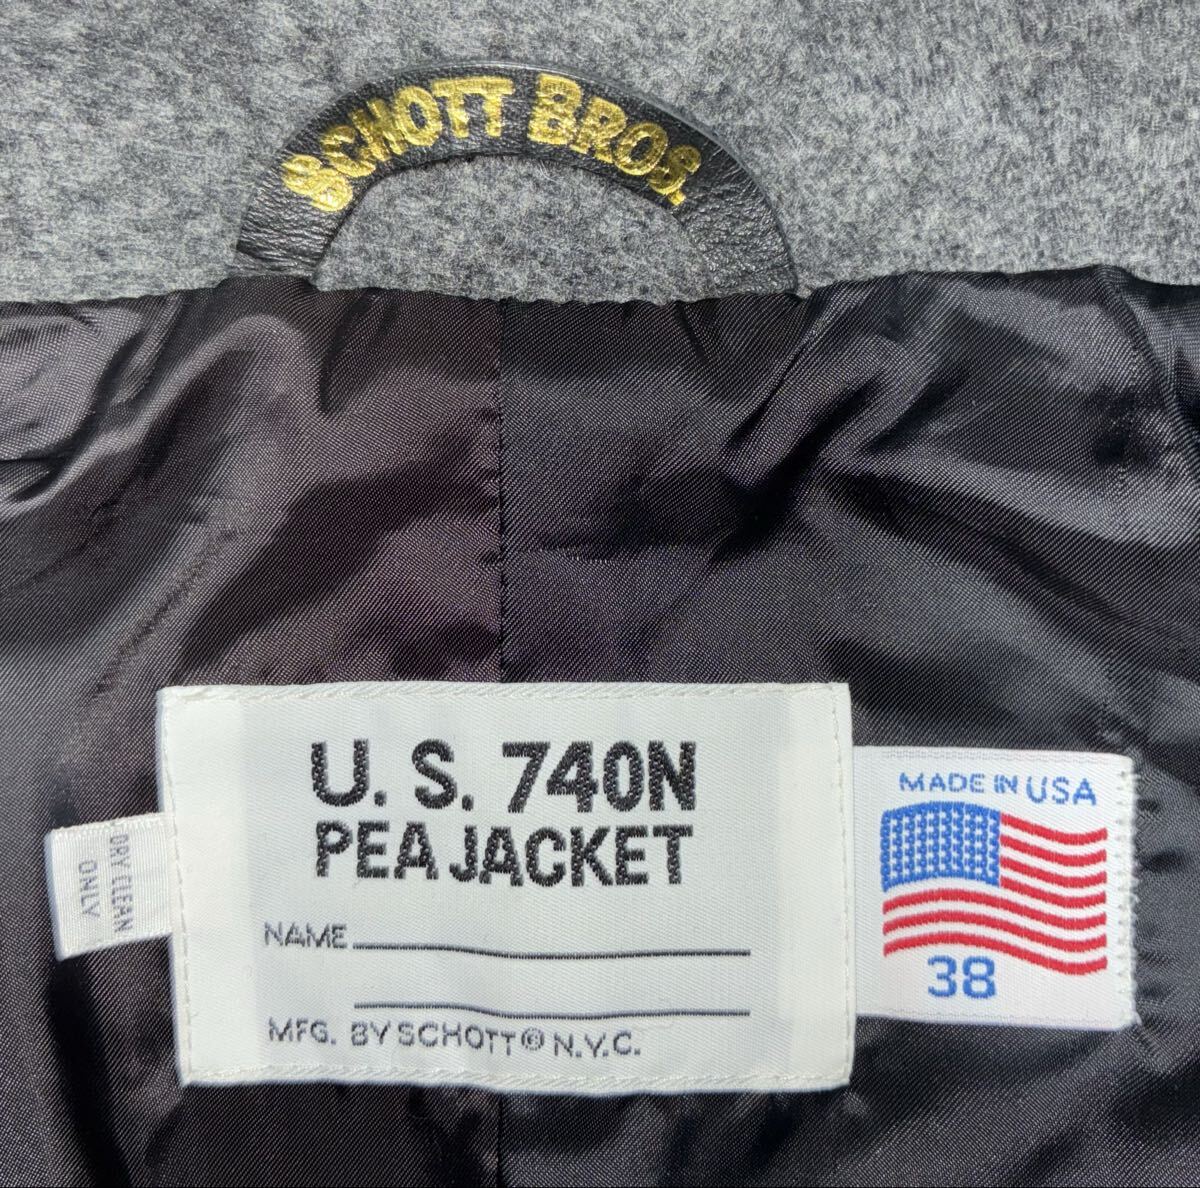 SCHOTT BROS.
U. S. 740N
PEA JACKET
NAME
MFG. BY SCHOTT® N.Y.C.
DRY CLEAN
ONLY
MADE IN USA
38